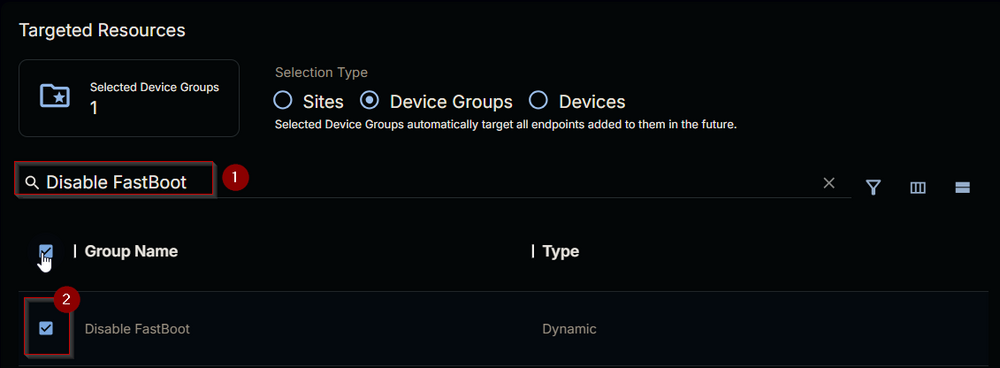 Targeted Resources
Selected Device Groups
1
Selection Type
Sites
Device Groups
Devices
Selected Device Groups automatically target all endpoints added to them in the future.
Disable FastBoot
1
Group Name
Type
2
Disable FastBoot
Dynamic